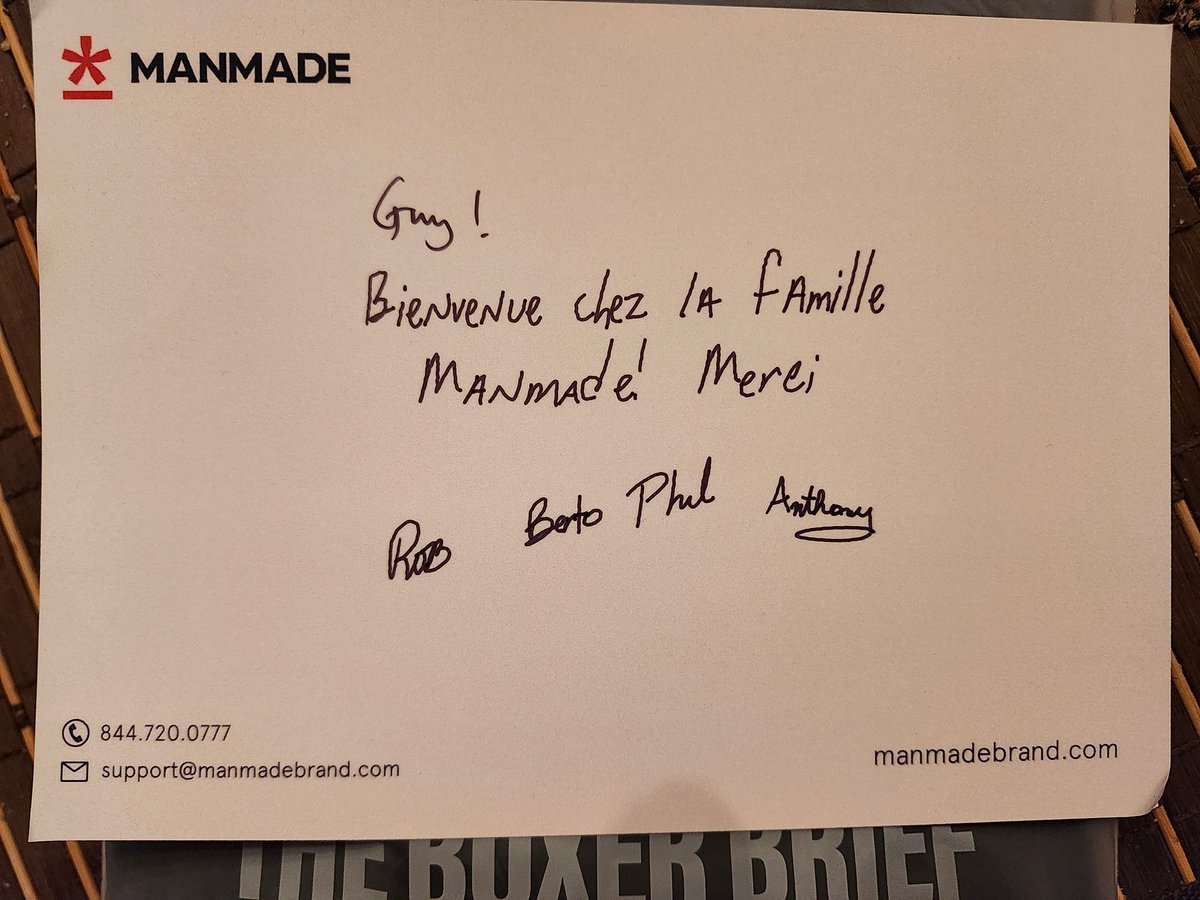 MANMADE
Guy!
Bienvenue chez la famille
Manmade! Merci
Rob Berto Phil Anthony
844.720.0777
support@manmadebrand.com
manmadebrand.com
THE BOXER BRIEF